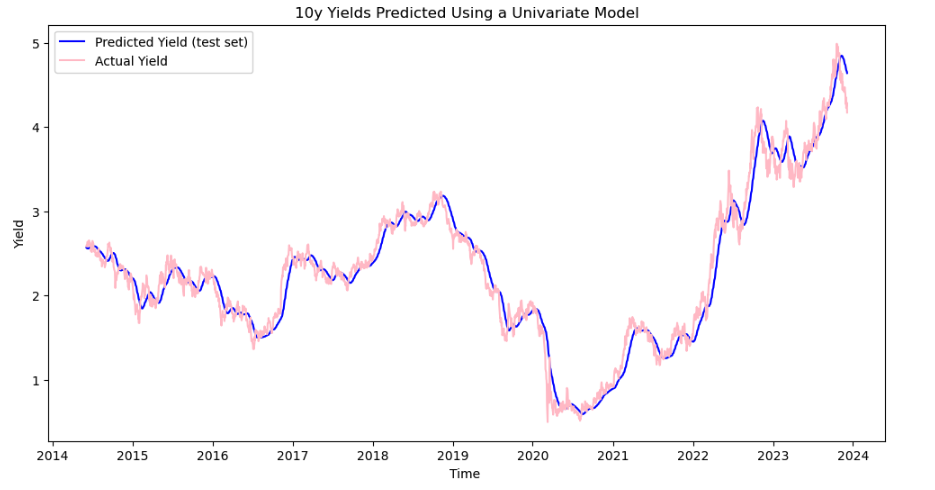 10y Yields Predicted Using a Univariate Model
Predicted Yield (test set)
Actual Yield
Yield
5
4
3
2
1
2014 2015 2016 2017 2018 2019 2020 2021 2022 2023 2024
Time